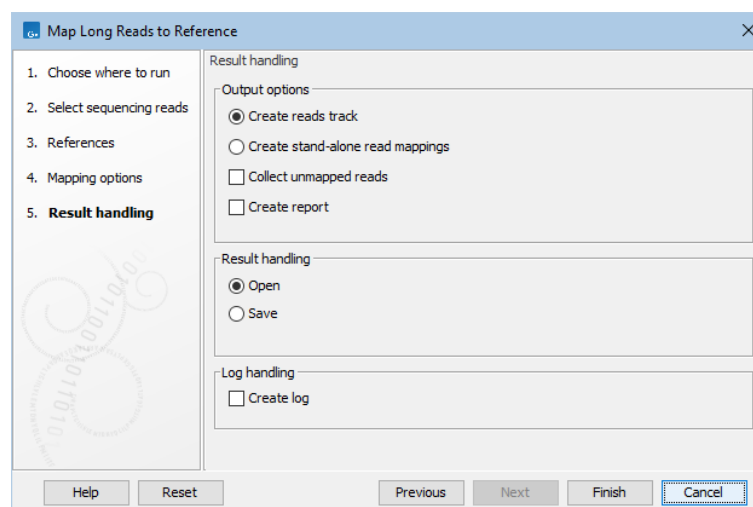 Map Long Reads to Reference
1. Choose where to run
2. Select sequencing reads
3. References
4. Mapping options
5. Result handling
Result handling
Output options
Create reads track
Create stand-alone read mappings
Collect unmapped reads
Create report
Result handling
Open
Save
Log handling
Create log
Help Reset Previous Next Finish Cancel